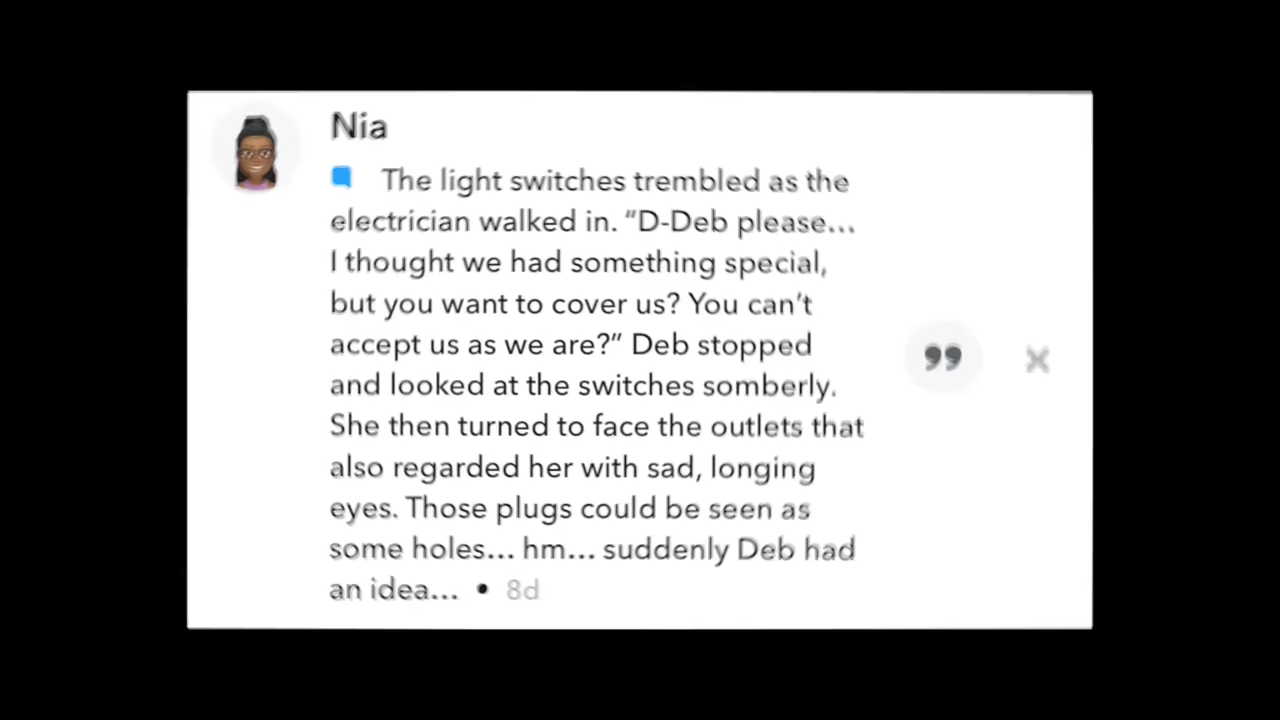 Nia
The light switches trembled as the
electrician walked in. “D-Deb please...
I thought we had something special,
but you want to cover us? You can’t
accept us as we are?” Deb stopped
and looked at the switches somberly.
She then turned to face the outlets that
also regarded her with sad, longing
eyes. Those plugs could be seen as
some holes... hm... suddenly Deb had
an idea... • 8d